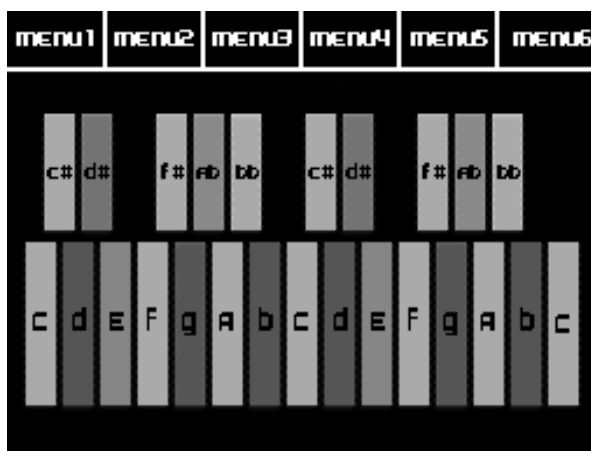 menu1 menu2 menu3 menu4 menu5 menu6
c# d# f# Ab bb c# d# f# Ab bb
c d E F g A b c d E F g A b c